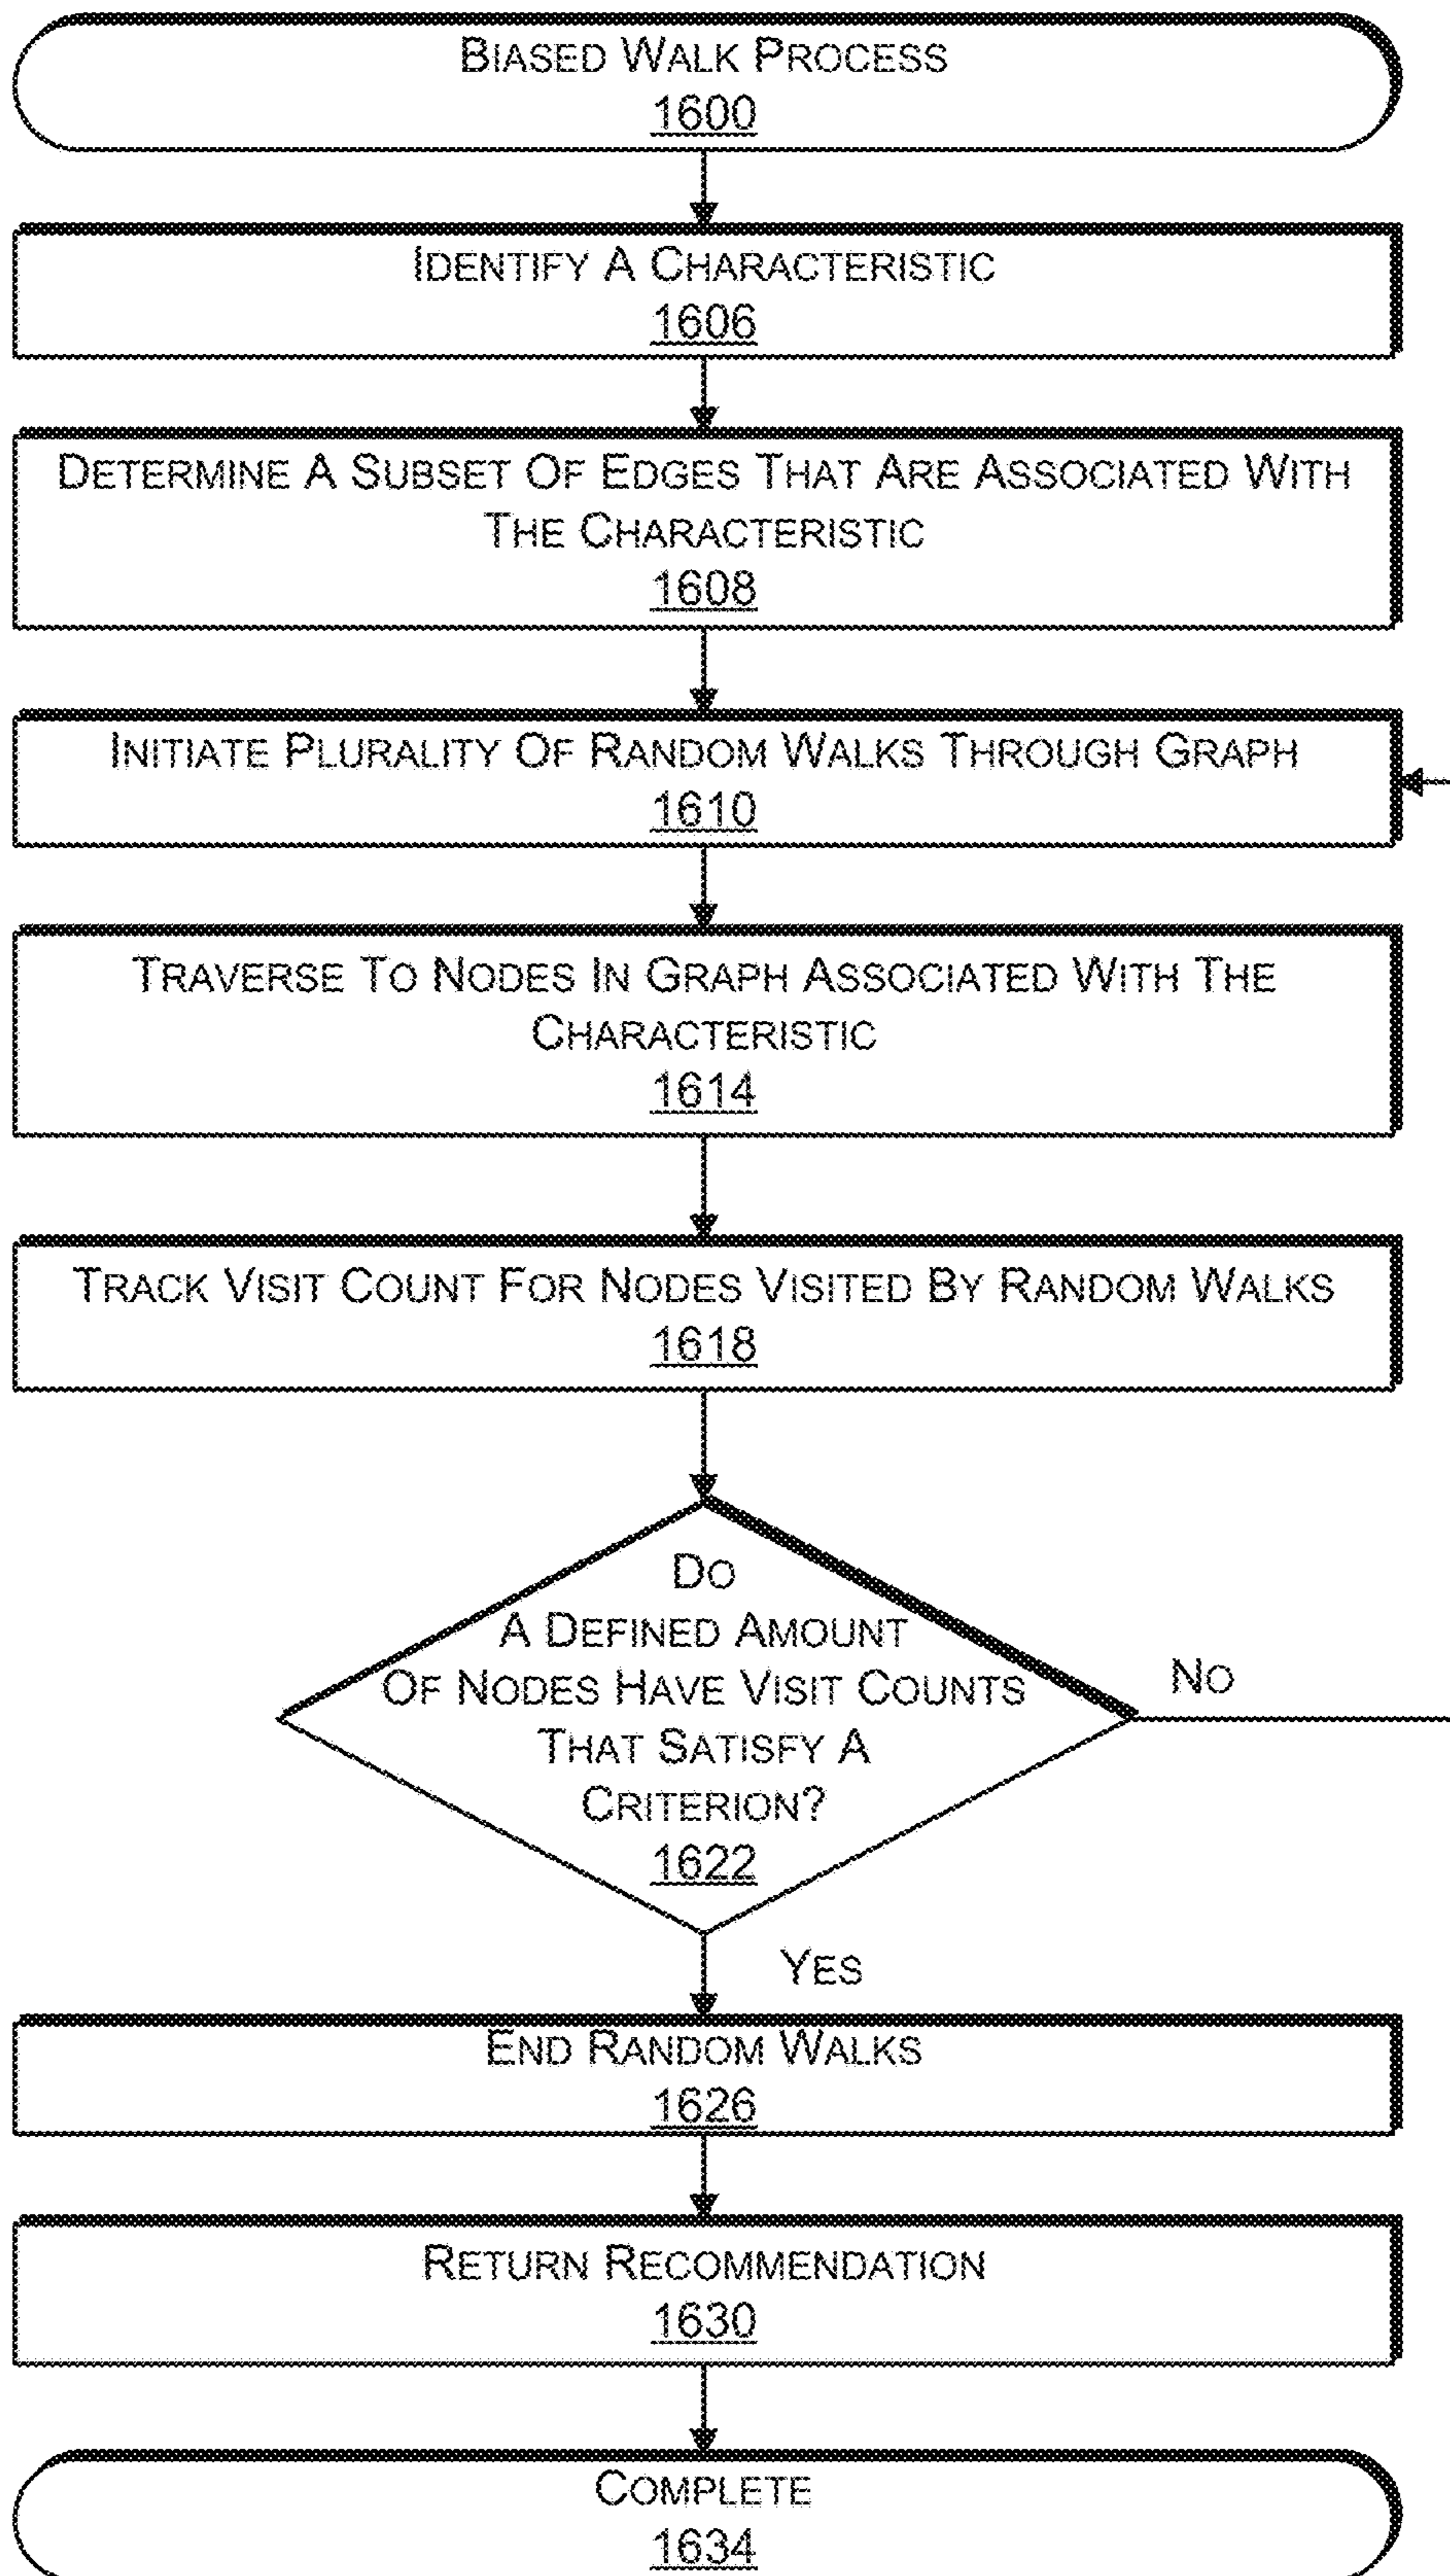 BIASED WALK PROCESS
1600
IDENTIFY A CHARACTERISTIC
1606
DETERMINE A SUBSET OF EDGES THAT ARE ASSOCIATED WITH
THE CHARACTERISTIC
1608
INITIATE PLURALITY OF RANDOM WALKS THROUGH GRAPH
1610
TRAVERSE TO NODES IN GRAPH ASSOCIATED WITH THE
CHARACTERISTIC
1614
TRACK VISIT COUNT FOR NODES VISITED BY RANDOM WALKS
1618
DO
A DEFINED AMOUNT
OF NODES HAVE VISIT COUNTS
THAT SATISFY A
CRITERION?
1622
NO
YES
END RANDOM WALKS
1626
RETURN RECOMMENDATION
1630
COMPLETE
1634